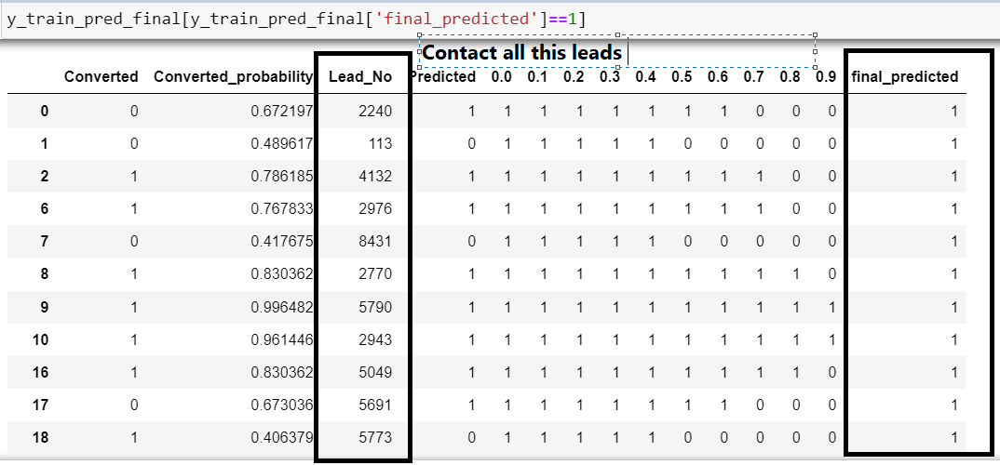 y_train_pred_final[y_train_pred_final['final_predicted']==1]
Contact all this leads
Converted Converted_probability Lead_No Predicted 0.0 0.1 0.2 0.3 0.4 0.5 0.6 0.7 0.8 0.9 final_predicted
0 0 0.672197 2240 1 1 1 1 1 1 1 1 0 0 0 1
1 0 0.489617 113 0 1 1 1 1 1 0 0 0 0 0 1
2 1 0.786185 4132 1 1 1 1 1 1 1 1 1 0 0 1
6 1 0.767833 2976 1 1 1 1 1 1 1 1 1 0 0 1
7 0 0.417675 8431 0 1 1 1 1 1 0 0 0 0 0 1
8 1 0.830362 2770 1 1 1 1 1 1 1 1 1 1 0 1
9 1 0.996482 5790 1 1 1 1 1 1 1 1 1 1 1 1
10 1 0.961446 2943 1 1 1 1 1 1 1 1 1 1 1 1
16 1 0.830362 5049 1 1 1 1 1 1 1 1 1 1 0 1
17 0 0.673036 5691 1 1 1 1 1 1 1 1 0 0 0 1
18 1 0.406379 5773 0 1 1 1 1 1 0 0 0 0 0 1